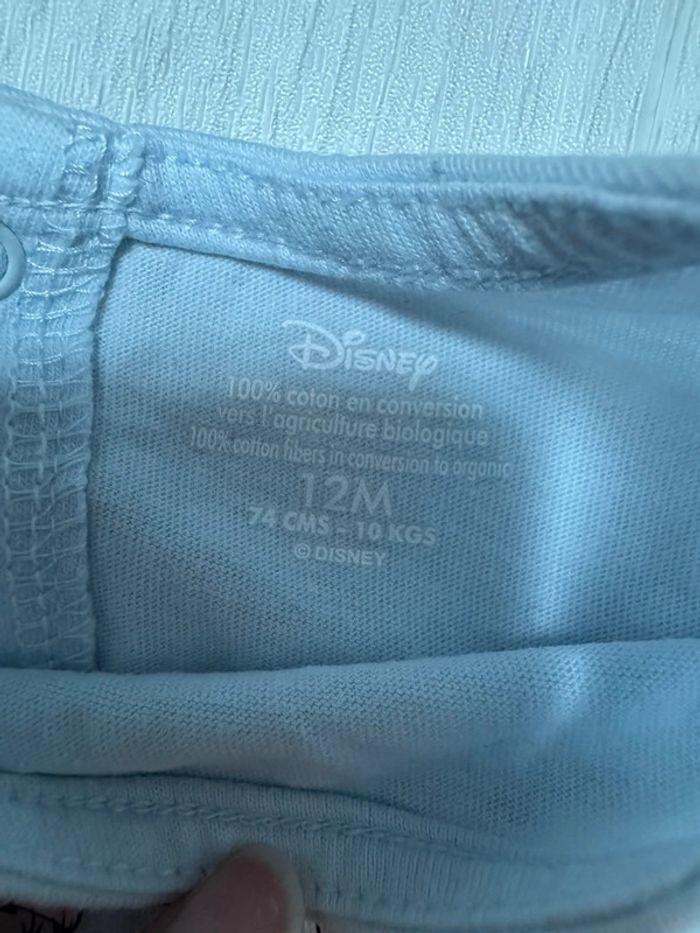 Disney
100% coton en conversion
vers l'agriculture biologique
100% cotton fibers in conversion to organic
12M
74 CMS - 10 KGS
© DISNEY